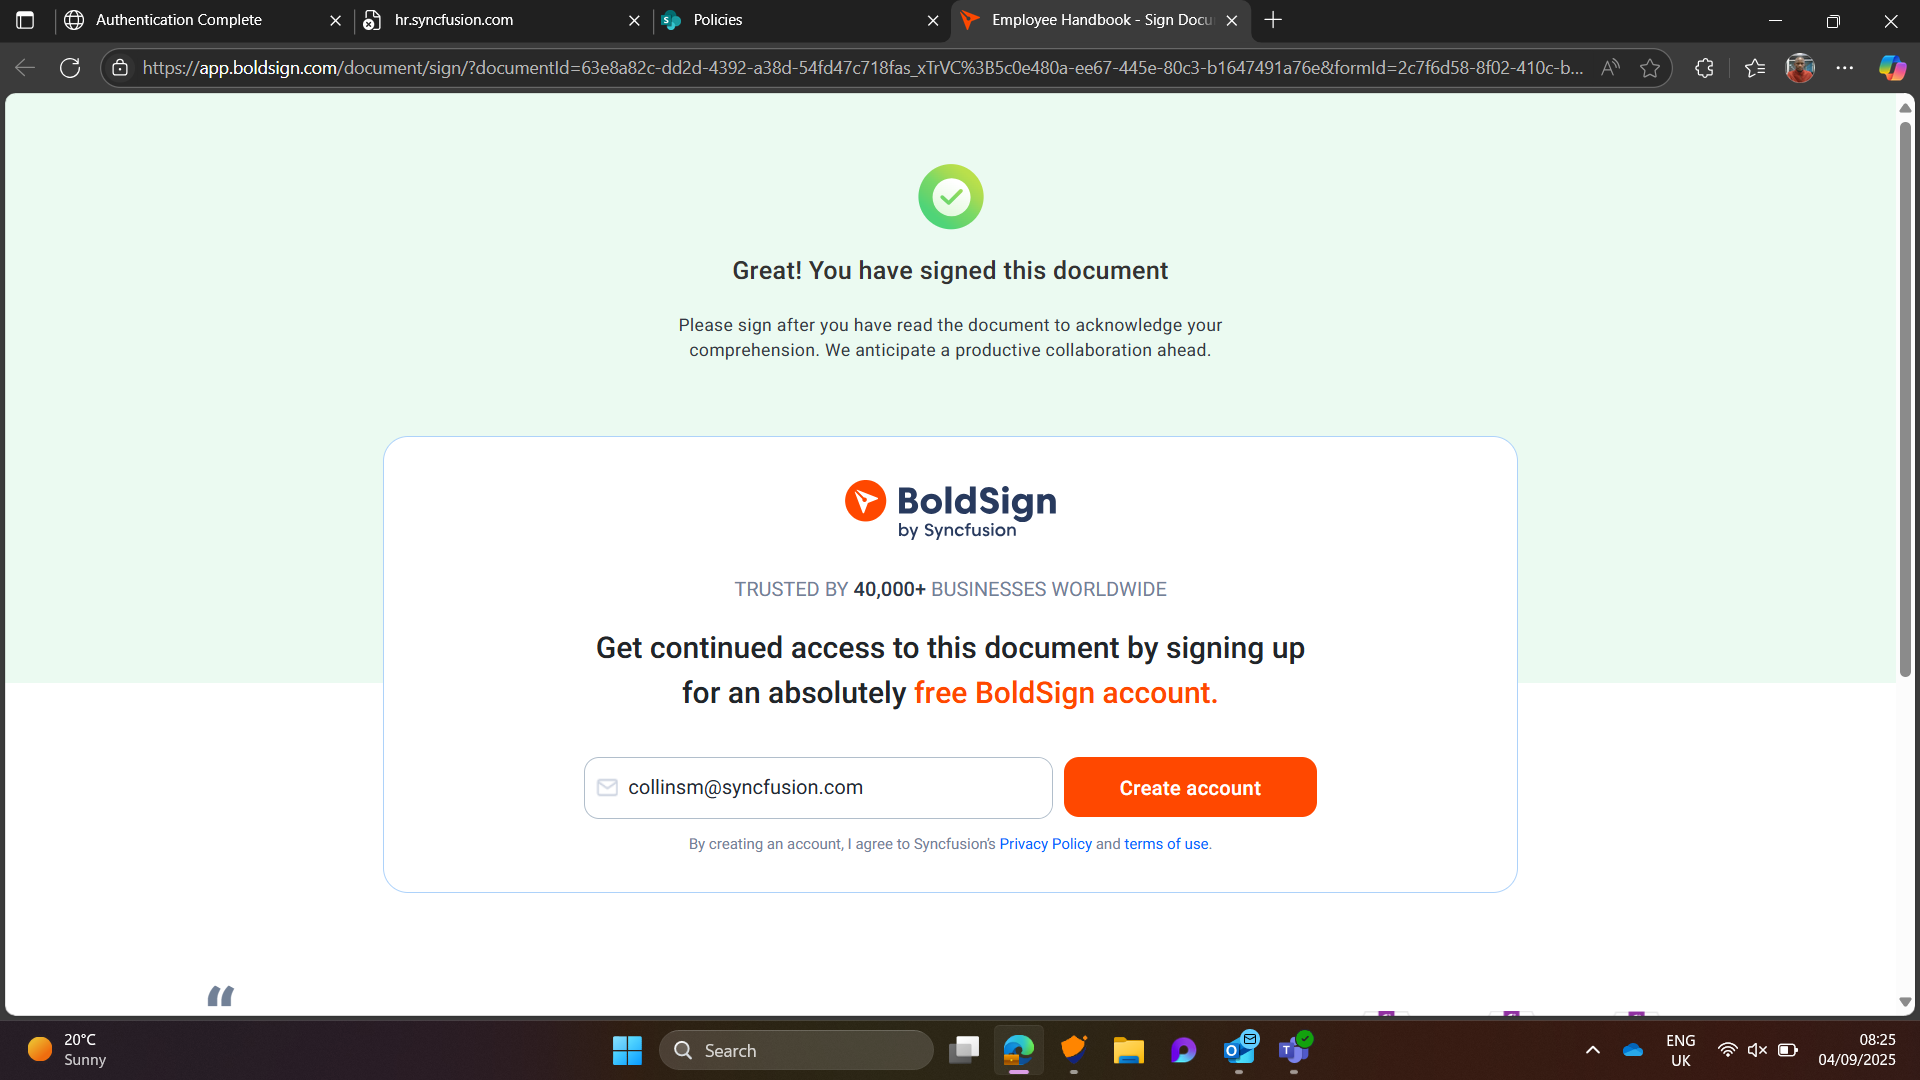 Authentication Complete
hr.syncfusion.com
Policies
Employee Handbook - Sign Docu
https://app.boldsign.com/document/sign/?documentId=63e8a82c-dd2d-4392-a38d-54fd47c718fas_xTrVC%3B5c0e480a-ee67-445e-80c3-b1647491a76e&formId=2c7f6d58-8f02-410c-b...
Great! You have signed this document
Please sign after you have read the document to acknowledge your
comprehension. We anticipate a productive collaboration ahead.
BoldSign
by Syncfusion
TRUSTED BY 40,000+ BUSINESSES WORLDWIDE
Get continued access to this document by signing up
for an absolutely free BoldSign account.
collinsm@syncfusion.com
Create account
By creating an account, I agree to Syncfusion's Privacy Policy and terms of use.
“
20°C
Sunny
Search
ENG
UK
08:25
04/09/2025